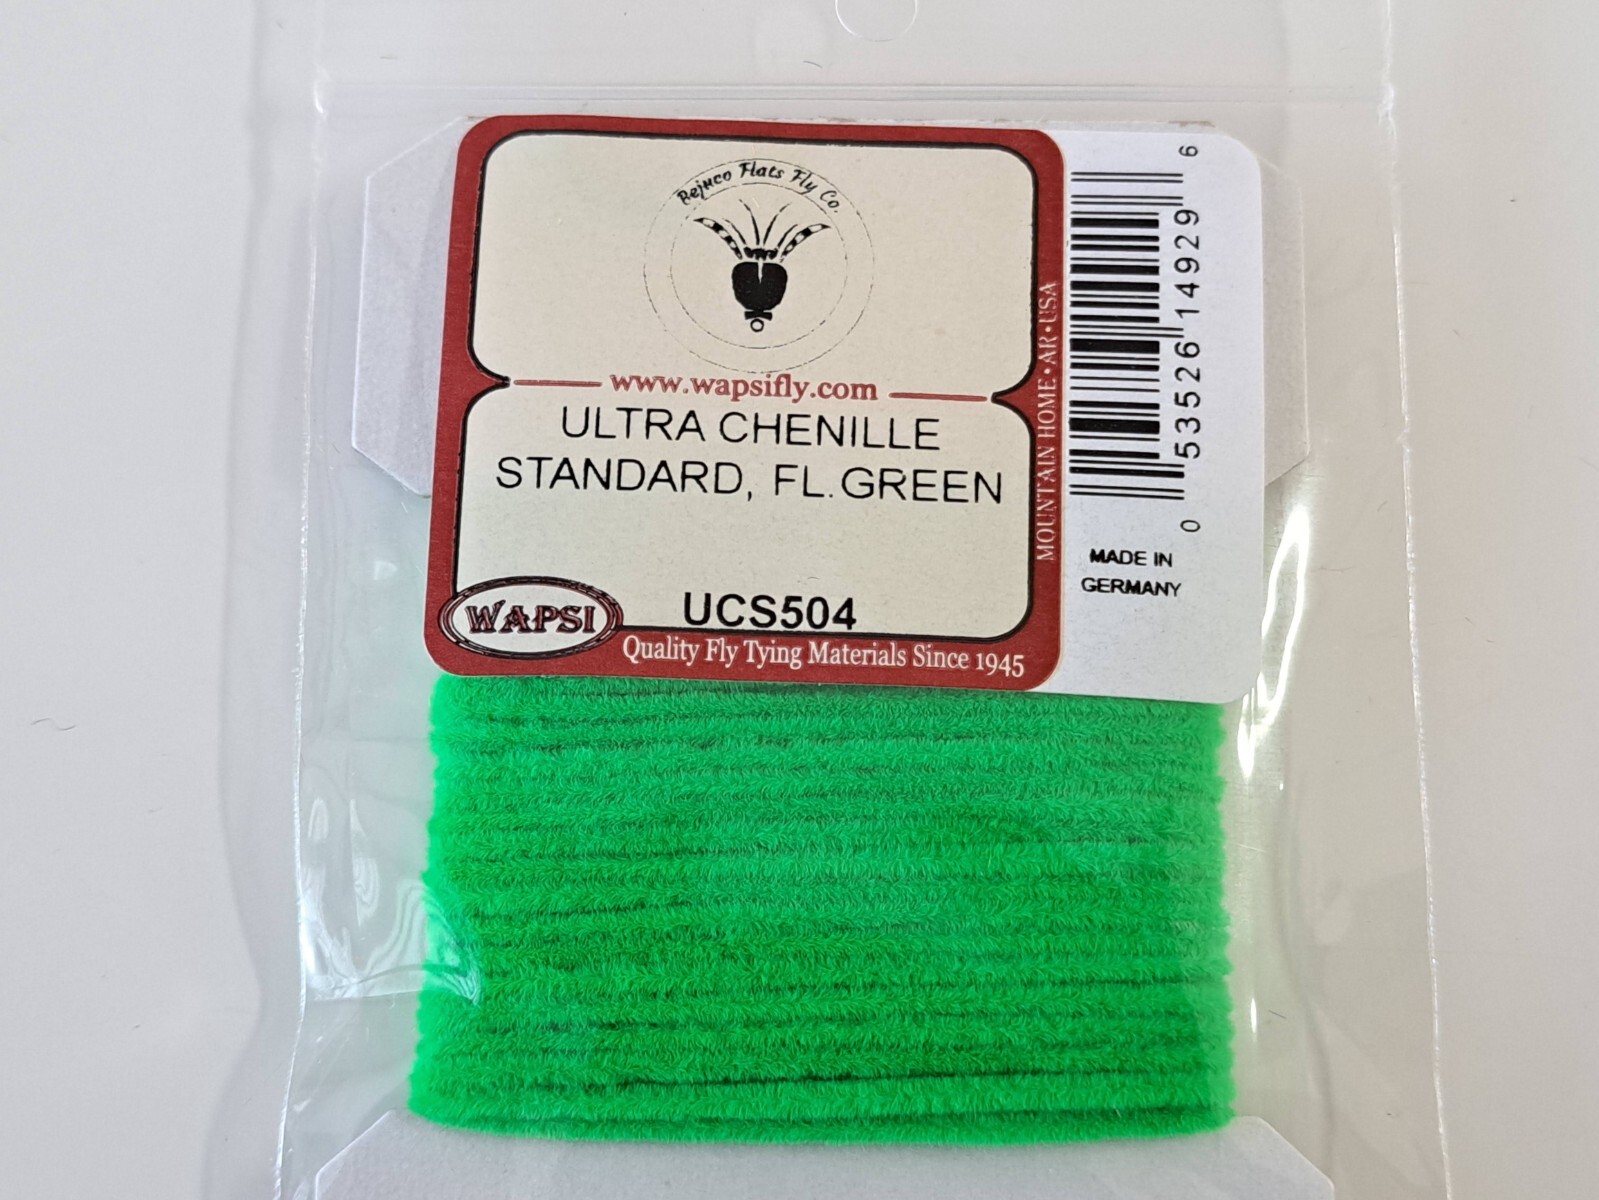 Bejuco Flats Fly Co.
www.wapsifly.com
ULTRA CHENILLE
STANDARD, FL.GREEN
UCS504
WAPSI
Quality Fly Tying Materials Since 1945
MOUNTAIN HOME • AR • USA
0 53526 14929 6
MADE IN
GERMANY